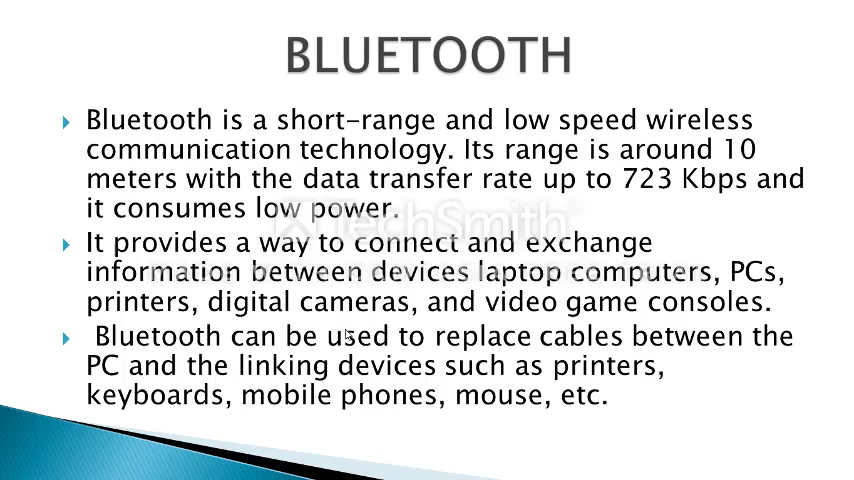 BLUETOOTH
Bluetooth is a short-range and low speed wireless
communication technology. Its range is around 10
meters with the data transfer rate up to 723 Kbps and
it consumes low power.
TechSmith
It provides a way to connect and exchange
information between devices laptop computers, PCs,
printers, digital cameras, and video game consoles.
Bluetooth can be used to replace cables between the
PC and the linking devices such as printers,
keyboards, mobile phones, mouse, etc.